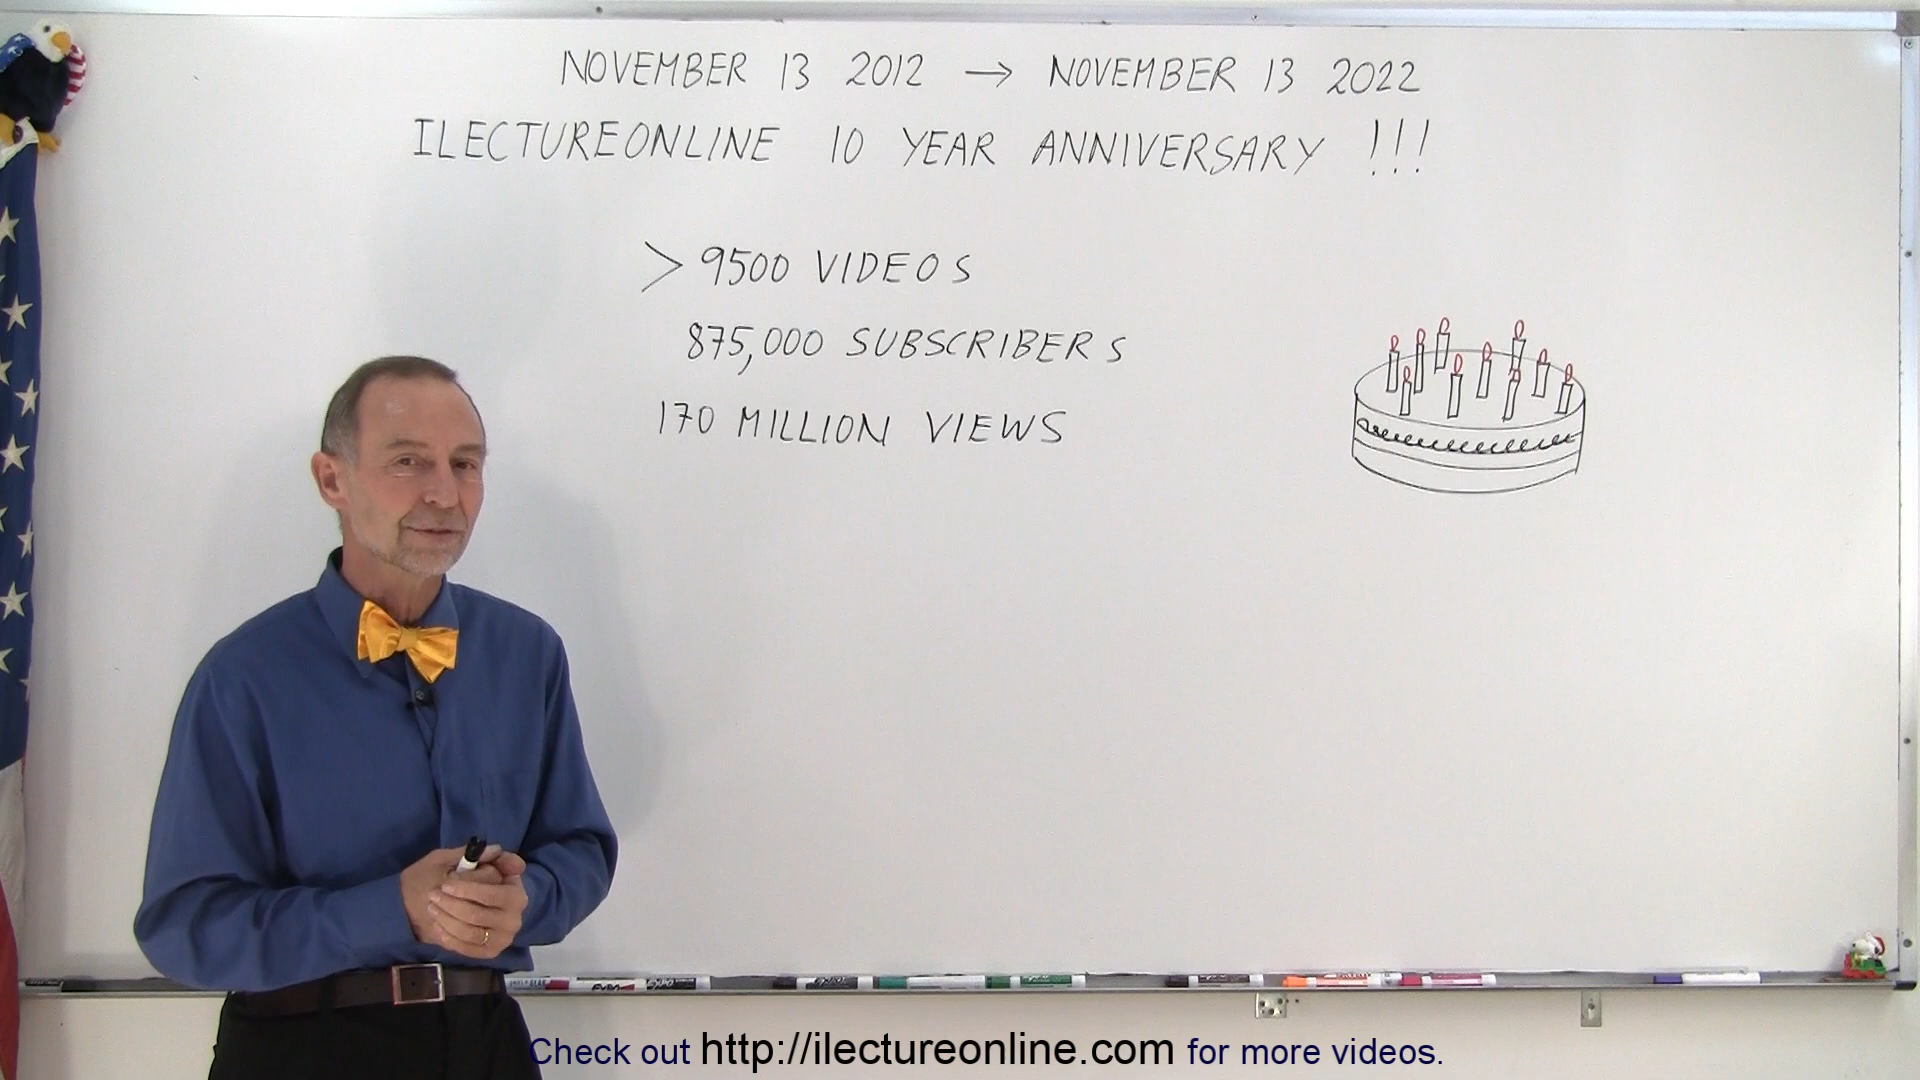 NOVEMBER 13 2012 → NOVEMBER 13 2022
ILECTUREONLINE 10 YEAR ANNIVERSARY !!!
> 9500 VIDEOS
875,000 SUBSCRIBERS
170 MILLION VIEWS
EXPO
Check out http://ilectureonline.com for more videos.